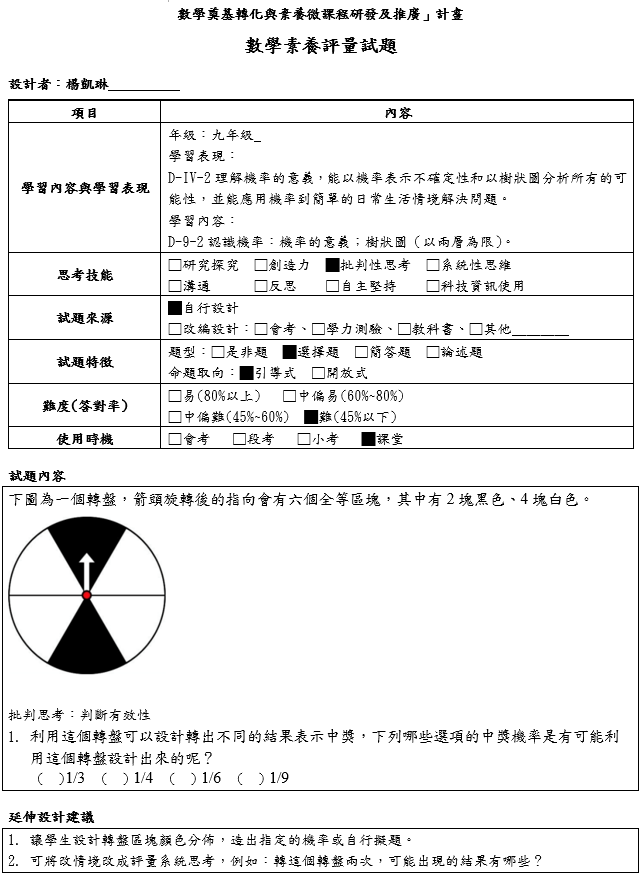 數學奠基轉化與素養微課程研發及推廣」計畫
數學素養評量試題
設計者：楊凱琳
項目 內容
學習內容與學習表現
年級：九年級_
學習表現：
D-IV-2 理解機率的意義，能以機率表示不確定性和以樹狀圖分析所有的可
能性，並能應用機率到簡單的日常生活情境解決問題。
學習內容：
D-9-2 認識機率：機率的意義；樹狀圖（以兩層為限）。
思考技能
□研究探究 □創造力 ■批判性思考 □系統性思維
□溝通 □反思 □自主堅持 □科技資訊使用
試題來源
■自行設計
□改編設計：□會考、□學力測驗、□教科書、□其他________
試題特徵
題型：□是非題 ■選擇題 □簡答題 □論述題
命題取向：■引導式 □開放式
難度(答對率)
□易(80%以上) □中偏易(60%~80%)
□中偏難(45%~60%) ■難(45%以下)
使用時機
□會考 □段考 □小考 ■課堂
試題內容
下圖為一個轉盤，箭頭旋轉後的指向會有六個全等區塊，其中有 2 塊黑色、4 塊白色。
批判思考：判斷有效性
1. 利用這個轉盤可以設計轉出不同的結果表示中獎，下列哪些選項的中獎機率是有可能利
用這個轉盤設計出來的呢？
( )1/3 ( ) 1/4 ( ) 1/6 ( ) 1/9
延伸設計建議
1. 讓學生設計轉盤區塊顏色分佈，造出指定的機率或自行擬題。
2. 可將改情境改成評量系統思考，例如：轉這個轉盤兩次，可能出現的結果有哪些？